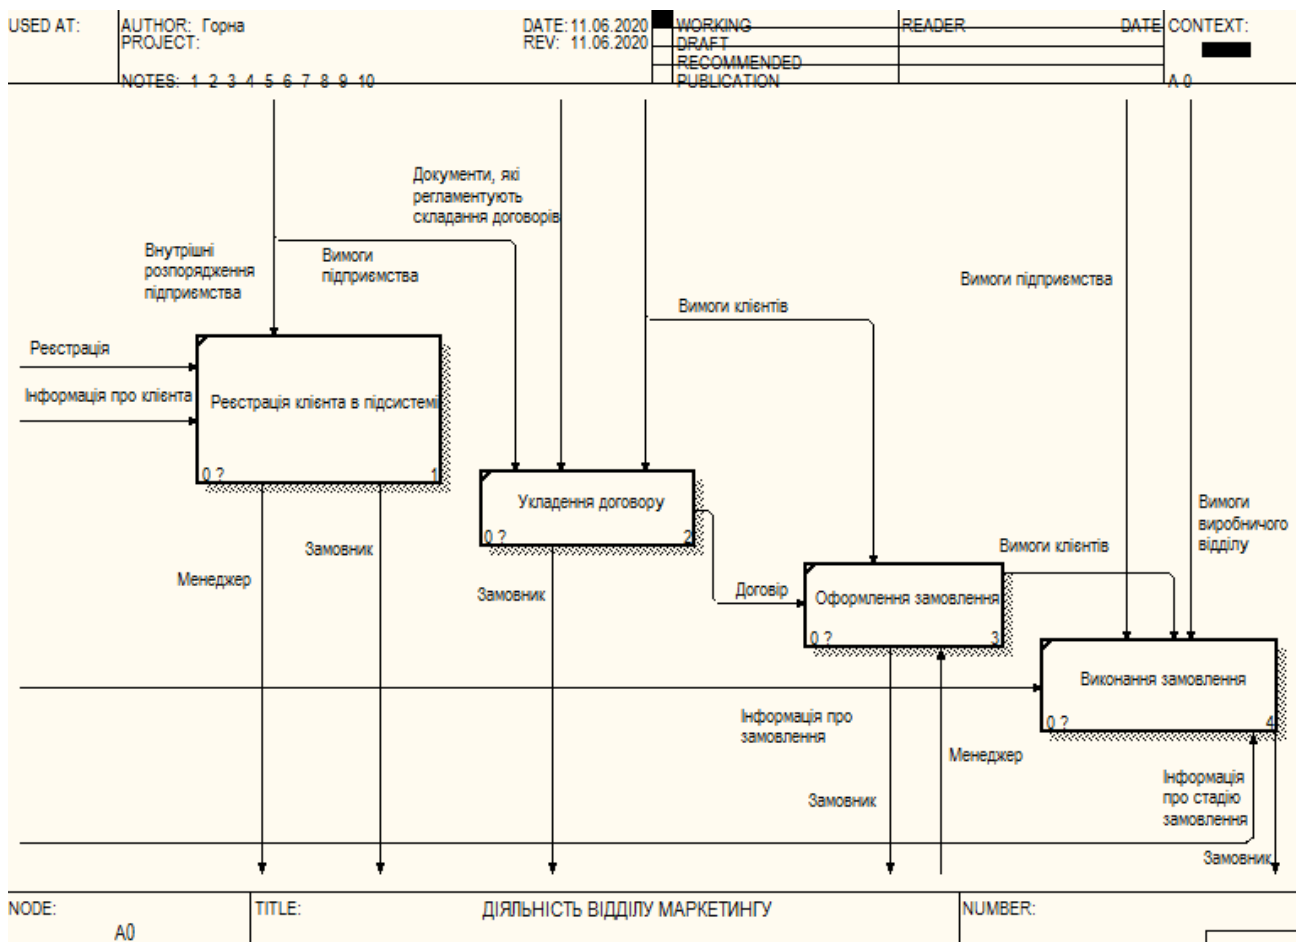 USED AT:
AUTHOR: Горна
DATE: 11.06.2020
WORKING
READER
DATE
CONTEXT:
PROJECT:
REV: 11.06.2020
DRAFT
RECOMMENDED
NOTES: 1 2 3 4 5 6 7 8 9 10
PUBLICATION
A-0
Документи, які
регламентують
складання договорів
Внутрішні
розпорядження
підприємства
Вимоги
підприємства
Вимоги підприємства
Вимоги клієнтів
Реєстрація
Інформація про клієнта
Реєстрація клієнта в підсистемі
0 ?
1
Укладення договору
0 ?
2
Вимоги
виробничого
відділу
Замовник
Вимоги клієнтів
Менеджер
Замовник
Договір
Оформлення замовлення
0 ?
3
Виконання замовлення
0 ?
4
Інформація про
замовлення
Менеджер
Інформація
про стадію
замовлення
Замовник
Замовник
NODE:
A0
TITLE:
ДІЯЛЬНІСТЬ ВІДДІЛУ МАРКЕТИНГУ
NUMBER: